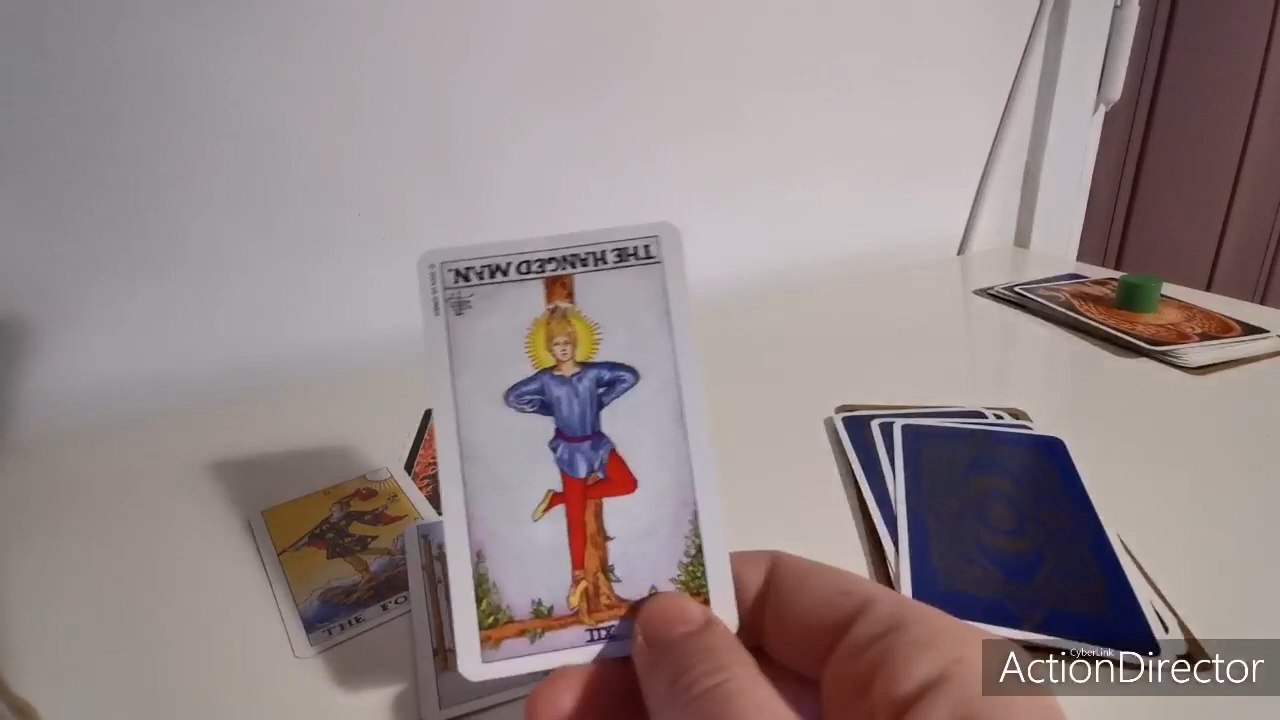 THE HANGED MAN.
THE FO
XII
CyberLink
ActionDirector